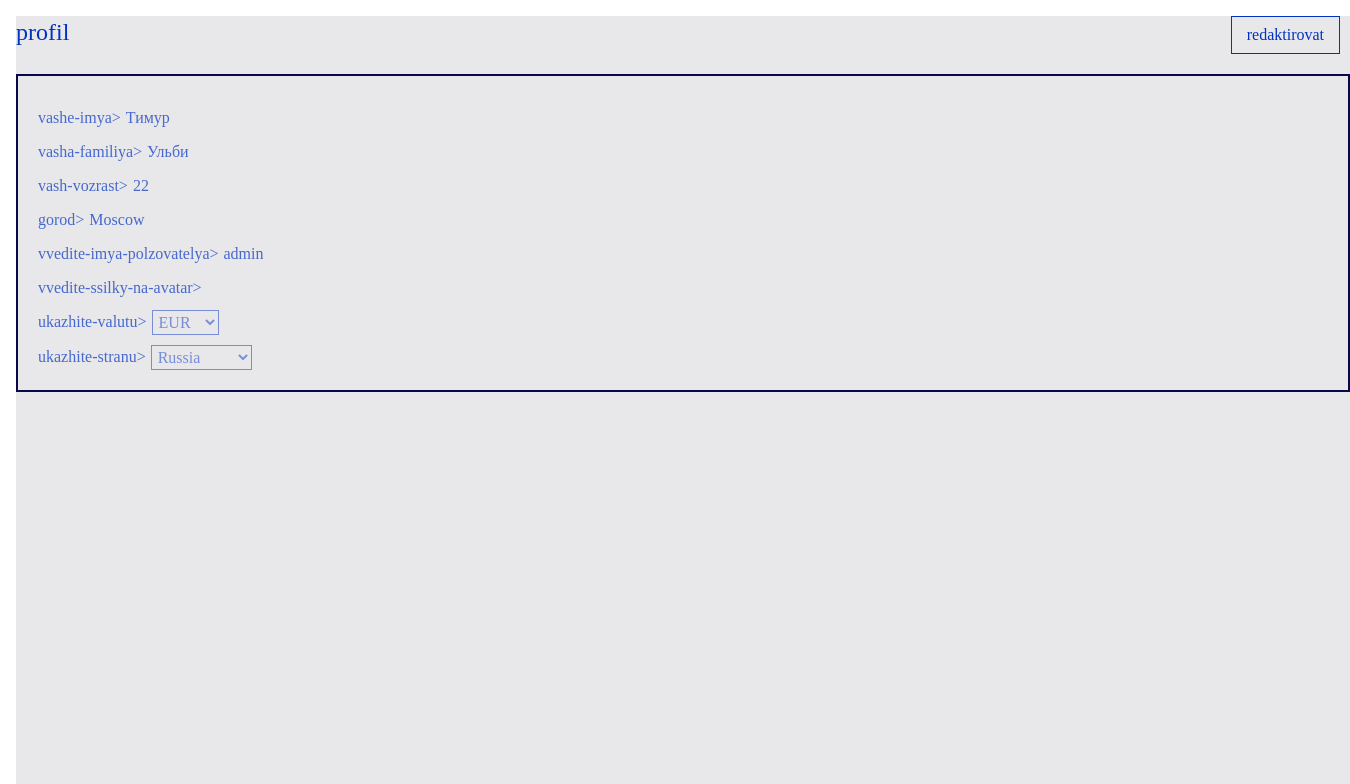 profil
redaktirovat
vashe-imya> Тимур
vasha-familiya> Ульби
vash-vozrast> 22
gorod> Moscow
vvedite-imya-polzovatelya> admin
vvedite-ssilky-na-avatar>
ukazhite-valutu> EUR
ukazhite-stranu> Russia